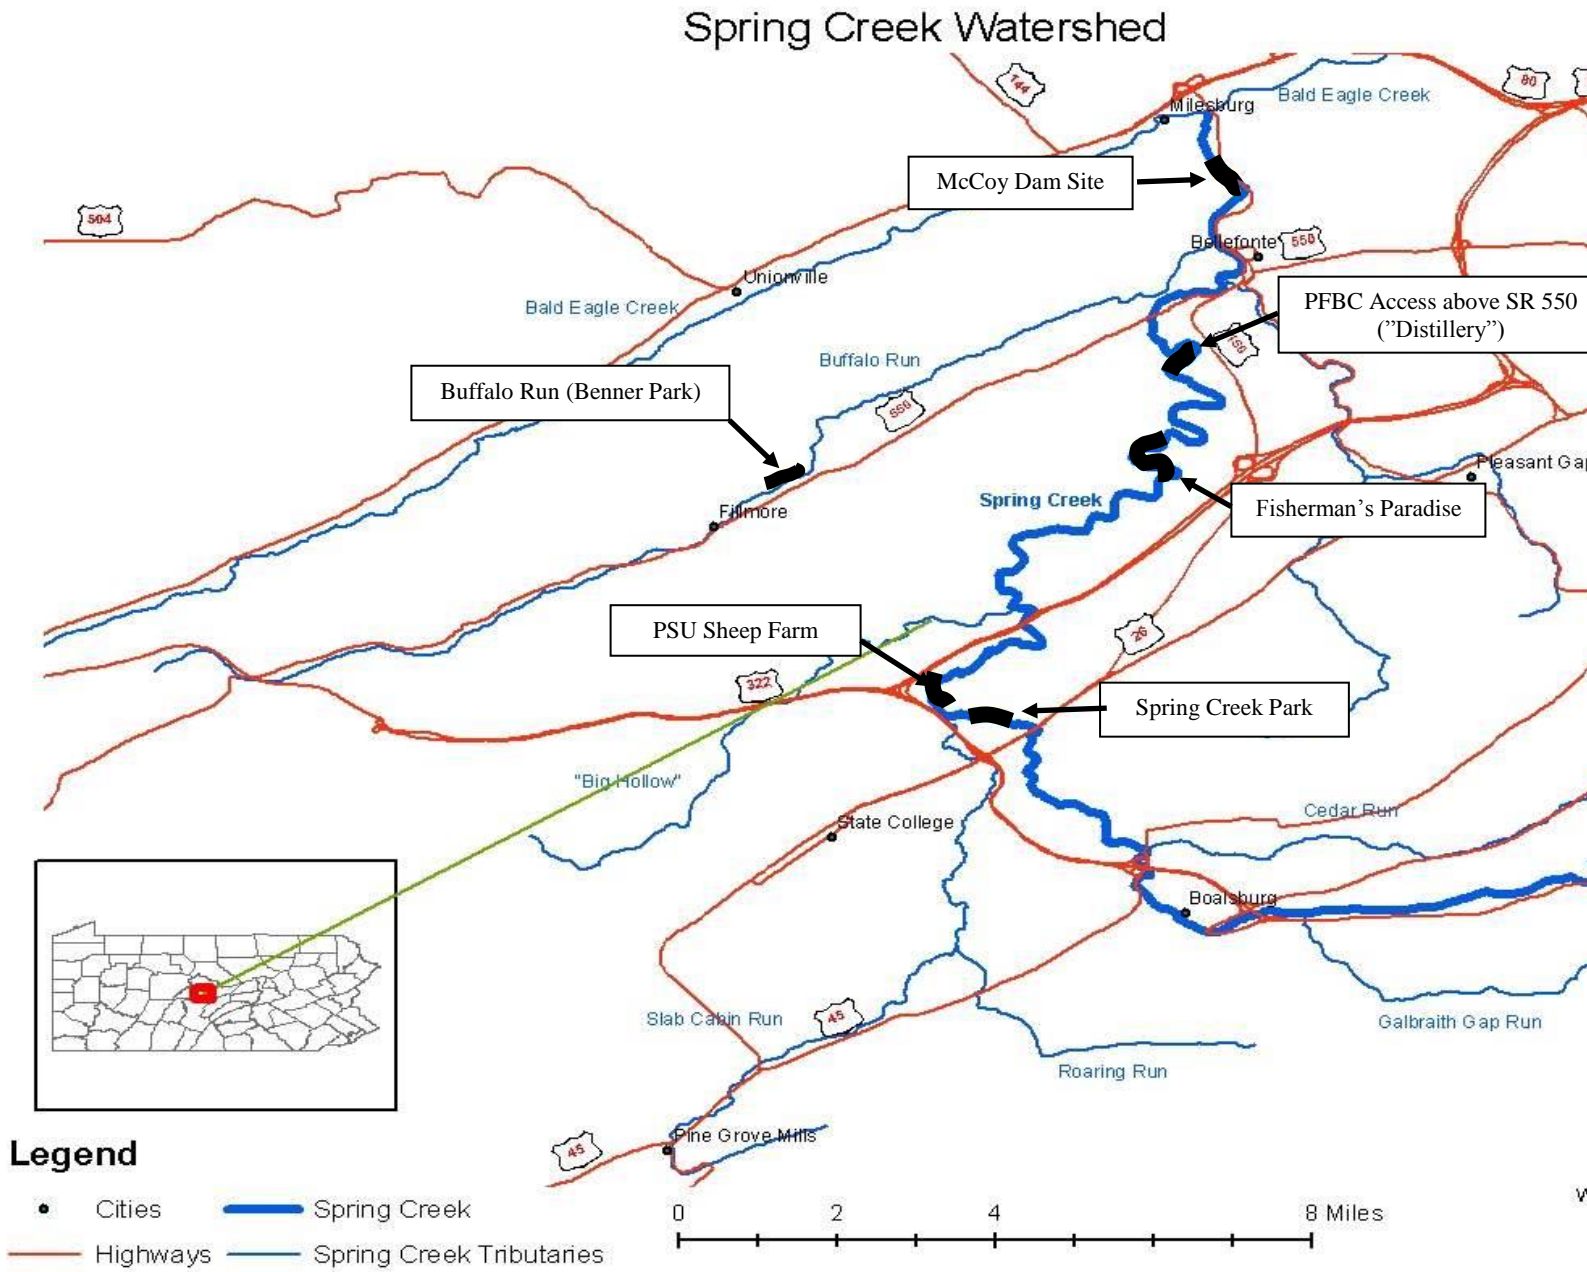 Spring Creek Watershed
144
80
Bald Eagle Creek
Milesburg
McCoy Dam Site
504
Bellefonte
550
Unionville
Bald Eagle Creek
PFBC Access above SR 550
(”Distillery”)
150
Buffalo Run
Buffalo Run (Benner Park)
550
Pleasant Gap
Spring Creek
Fisherman’s Paradise
Fillmore
PSU Sheep Farm
26
322
Spring Creek Park
"Big Hollow"
Cedar Run
State College
Boalsburg
Slab Cabin Run
45
Galbraith Gap Run
Roaring Run
Pine Grove Mills
45
Legend
Cities
Spring Creek
Highways
Spring Creek Tributaries
0 2 4 8 Miles
W